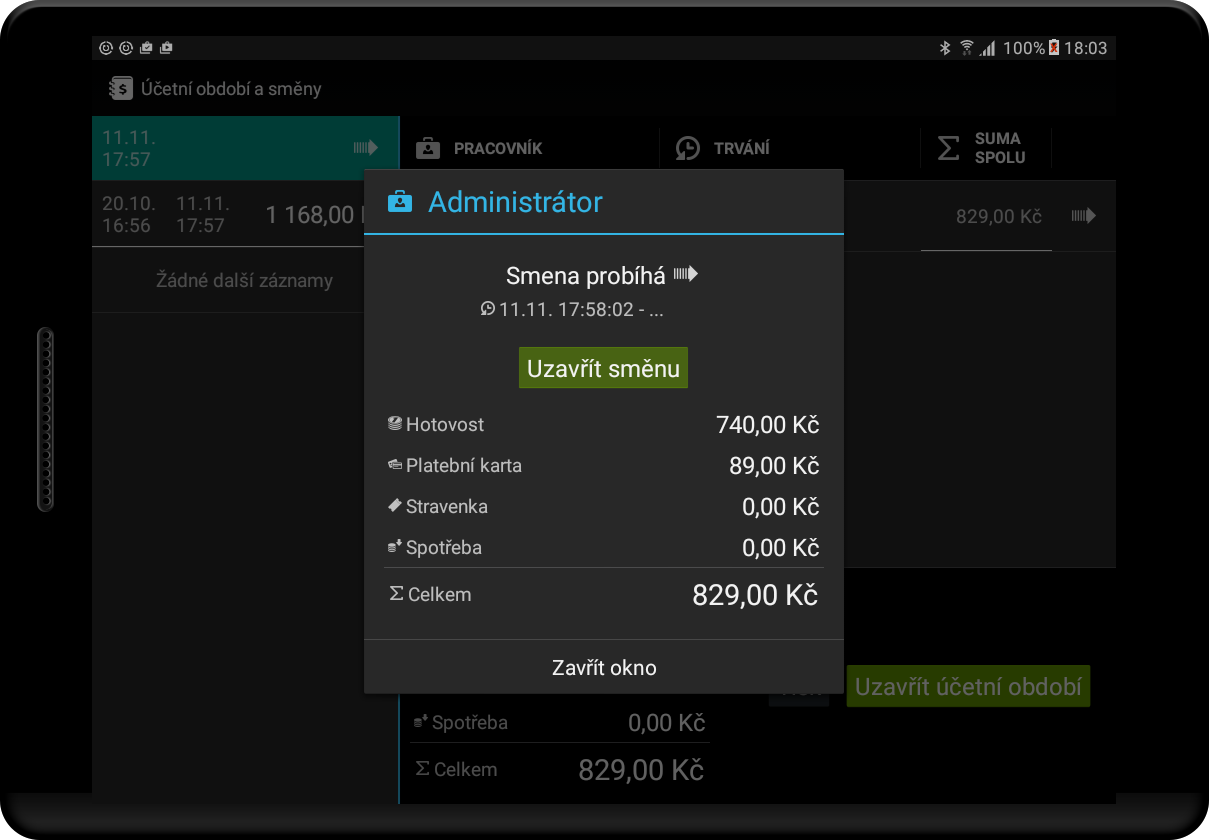 100% 18:03
Účetní období a směny
11.11.
17:57
PRACOVNÍK
TRVÁNÍ
SUMA
SPOLU
20.10. 11.11.
16:56 17:57
1 168,00
829,00 Kč
Žádné další záznamy
Administrátor
Smena probíhá
11.11. 17:58:02 - ...
Uzavřít směnu
Hotovost 740,00 Kč
Platební karta 89,00 Kč
Stravenka 0,00 Kč
Spotřeba 0,00 Kč
Celkem 829,00 Kč
Zavřít okno
Uzavřít účetní období
Spotřeba 0,00 Kč
Celkem 829,00 Kč